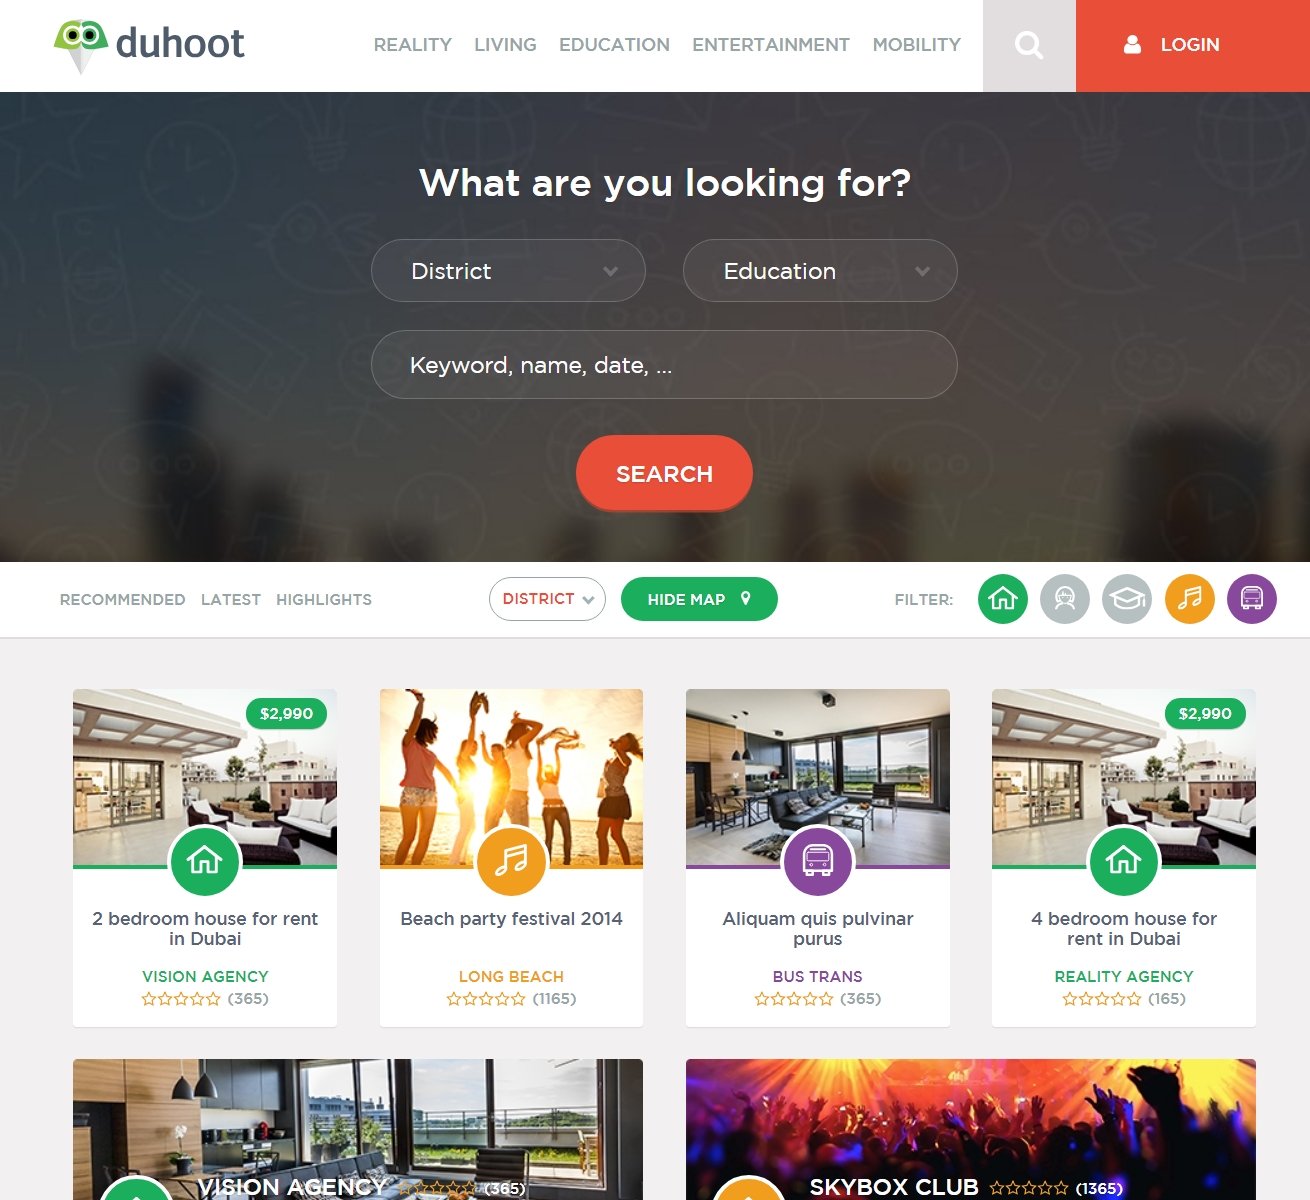 duhoot
REALITY LIVING EDUCATION ENTERTAINMENT MOBILITY
LOGIN
What are you looking for?
District
Education
Keyword, name, date, ...
SEARCH
RECOMMENDED LATEST HIGHLIGHTS
DISTRICT
HIDE MAP
FILTER:
$2,990
2 bedroom house for rent
in Dubai
VISION AGENCY
(365)
Beach party festival 2014
LONG BEACH
(1165)
Aliquam quis pulvinar
purus
BUS TRANS
(365)
$2,990
4 bedroom house for
rent in Dubai
REALITY AGENCY
(165)
VISION AGENCY (365)
SKYBOX CLUB (1365)